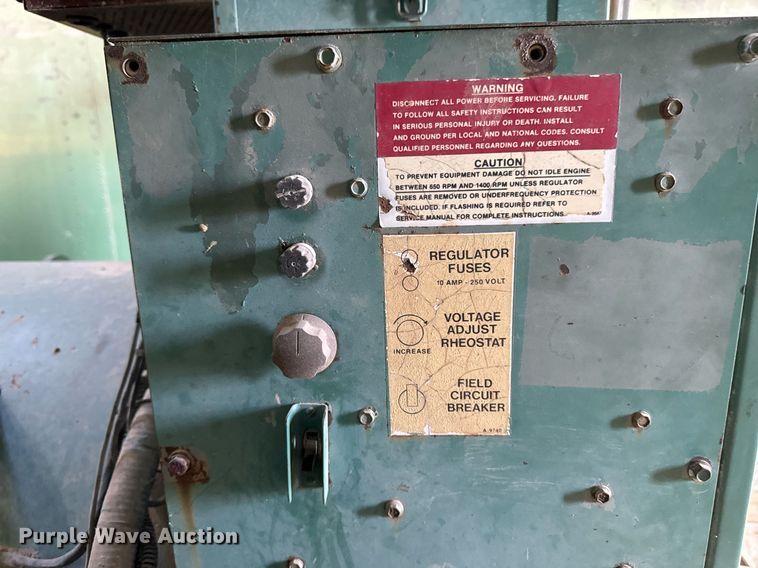 WARNING
DISCONNECT ALL POWER BEFORE SERVICING. FAILURE
TO FOLLOW ALL SAFETY INSTRUCTIONS CAN RESULT
IN SERIOUS PERSONAL INJURY OR DEATH. INSTALL
AND GROUND PER LOCAL AND NATIONAL CODES. CONSULT
QUALIFIED PERSONNEL REGARDING ANY QUESTIONS.
CAUTION
TO PREVENT EQUIPMENT DAMAGE DO NOT IDLE ENGINE
BETWEEN 650 RPM AND 1400 RPM UNLESS REGULATOR
FUSES ARE REMOVED OR UNDERFREQUENCY PROTECTION
IS INCLUDED. IF FLASHING IS REQUIRED REFER TO
SERVICE MANUAL FOR COMPLETE INSTRUCTIONS.
REGULATOR
FUSES
10 AMP - 250 VOLT
VOLTAGE
ADJUST
RHEOSTAT
INCREASE
FIELD
CIRCUIT
BREAKER
A-9740
Purple Wave Auction